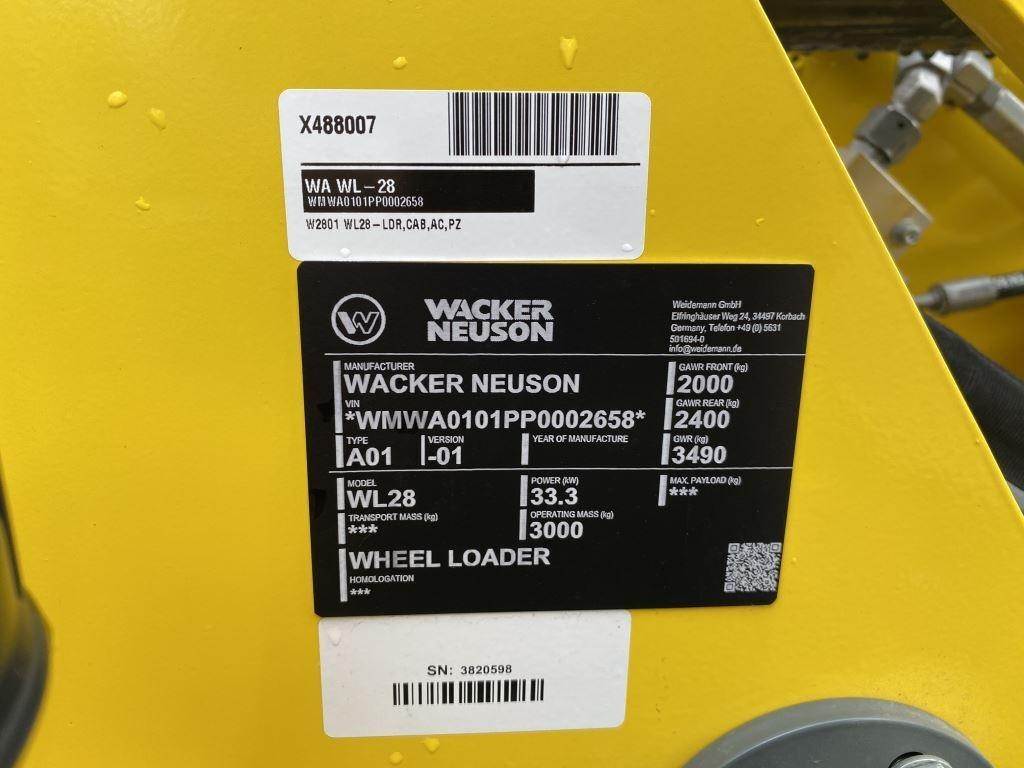 X488007
WA WL-28
WMWA0101PP0002658
W2801 WL28-LDR,CAB,AC,PZ
WACKER
NEUSON
Weidemann GmbH
Elfringhäuser Weg 24, 34497 Korbach
Germany, Telefon +49 (0) 5631
501694-0
info@weidemann.de
MANUFACTURER
WACKER NEUSON
GAWR FRONT (kg)
2000
VIN
*WMWA0101PP0002658*
GAWR REAR (kg)
2400
TYPE VERSION YEAR OF MANUFACTURE
A01 -01
GWR (kg)
3490
MODEL POWER (kW) MAX. PAYLOAD (kg)
WL28 33.3 ***
TRANSPORT MASS (kg) OPERATING MASS (kg)
*** 3000
WHEEL LOADER
HOMOLOGATION
***
SN: 3820598